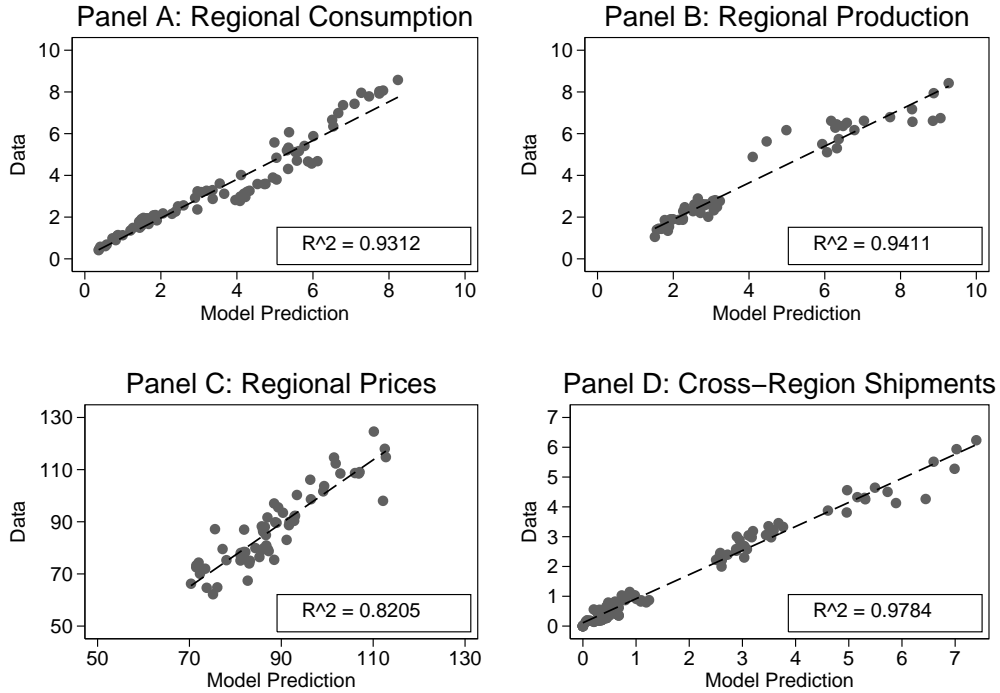 Panel A: Regional Consumption
10
8
6
4
2
0
Data
R^2 = 0.9312
0 2 4 6 8 10
Model Prediction
Panel B: Regional Production
10
8
6
4
2
0
Data
R^2 = 0.9411
0 2 4 6 8 10
Model Prediction
Panel C: Regional Prices
130
110
90
70
50
Data
R^2 = 0.8205
50 70 90 110 130
Model Prediction
Panel D: Cross−Region Shipments
7
6
5
4
3
2
1
0
Data
R^2 = 0.9784
0 1 2 3 4 5 6 7
Model Prediction